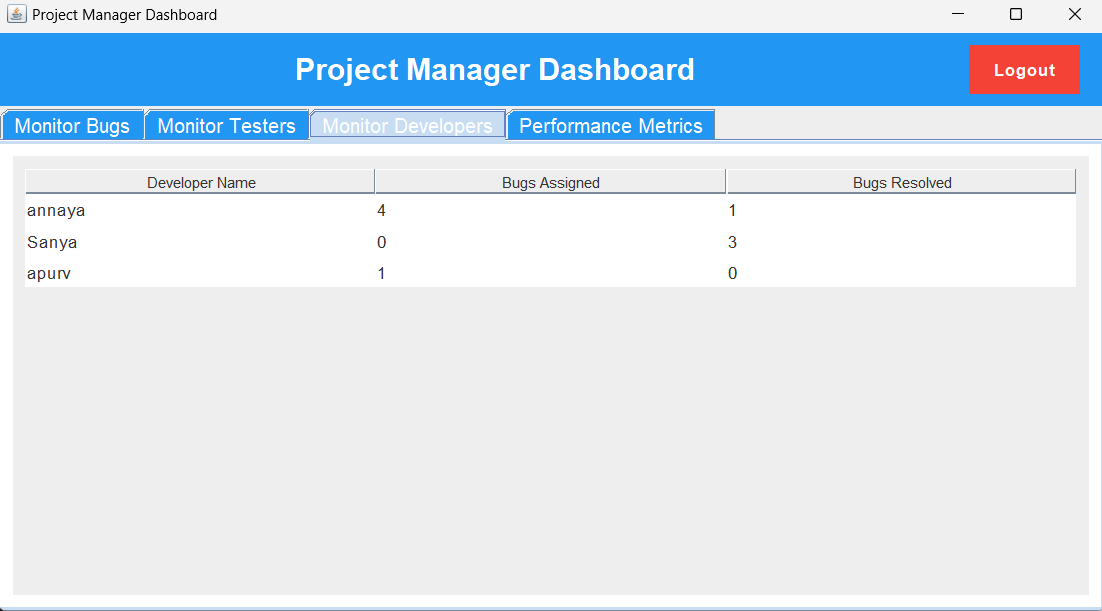 Project Manager Dashboard
Project Manager Dashboard
Logout
Monitor Bugs Monitor Testers Monitor Developers Performance Metrics
Developer Name Bugs Assigned Bugs Resolved
annaya 4 1
Sanya 0 3
apurv 1 0